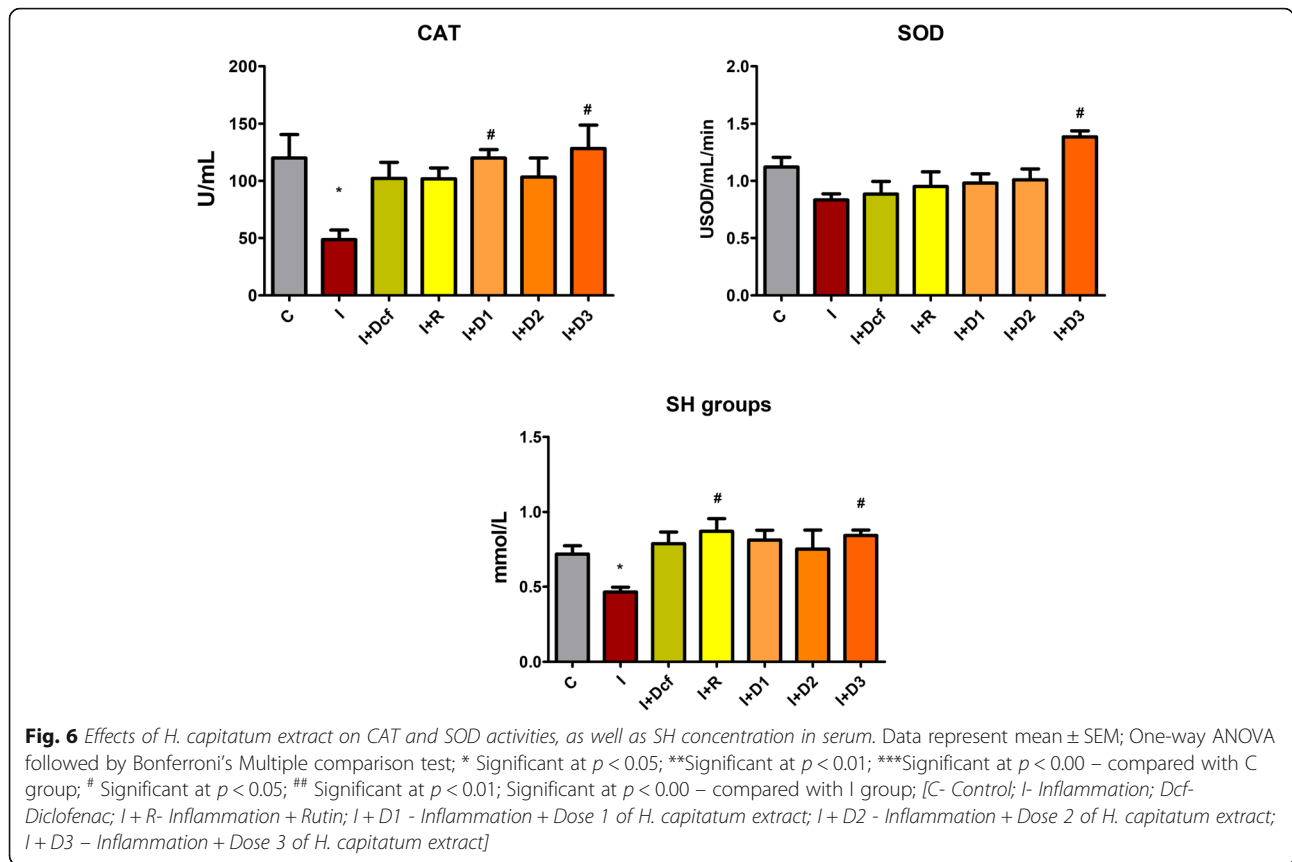 CAT
200
150
100
50
0
U/mL
*
#
#
C
I
I+Dcf
I+R
I+D1
I+D2
I+D3
SOD
2.0
1.5
1.0
0.5
0.0
USOD/mL/min
#
C
I
I+Dcf
I+R
I+D1
I+D2
I+D3
SH groups
1.5
1.0
0.5
0.0
mmol/L
*
#
#
C
I
I+Dcf
I+R
I+D1
I+D2
I+D3
Fig. 6 Effects of H. capitatum extract on CAT and SOD activities, as well as SH concentration in serum. Data represent mean ± SEM; One-way ANOVA
followed by Bonferroni's Multiple comparison test; * Significant at p < 0.05; **Significant at p < 0.01; ***Significant at p < 0.00 – compared with C
group; # Significant at p < 0.05; ## Significant at p < 0.01; Significant at p < 0.00 – compared with I group; [C- Control; I- Inflammation; Dcf-
Diclofenac; I + R- Inflammation + Rutin; I + D1 - Inflammation + Dose 1 of H. capitatum extract; I + D2 - Inflammation + Dose 2 of H. capitatum extract;
I + D3 – Inflammation + Dose 3 of H. capitatum extract]